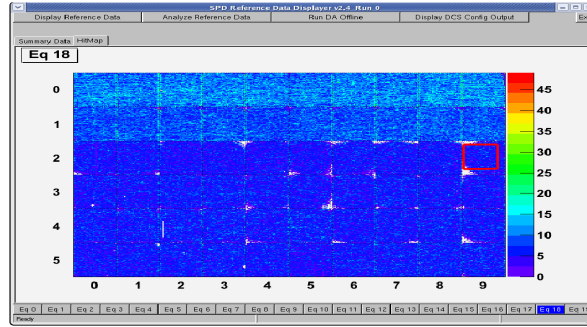 SPD Reference Data Displayer v2.4 Run 0
Display Reference Data Analyze Reference Data Run DA Offline Display DCS Config Output Ex
Summary Data HitMap
Eq 18
0
1
2
3
4
5
45
40
35
30
25
20
15
10
5
0
0 1 2 3 4 5 6 7 8 9
Eq 0 Eq 1 Eq 2 Eq 3 Eq 4 Eq 5 Eq 6 Eq 7 Eq 8 Eq 9 Eq 10 Eq 11 Eq 12 Eq 13 Eq 14 Eq 15 Eq 16 Eq 17 Eq 18 Eq
Ready